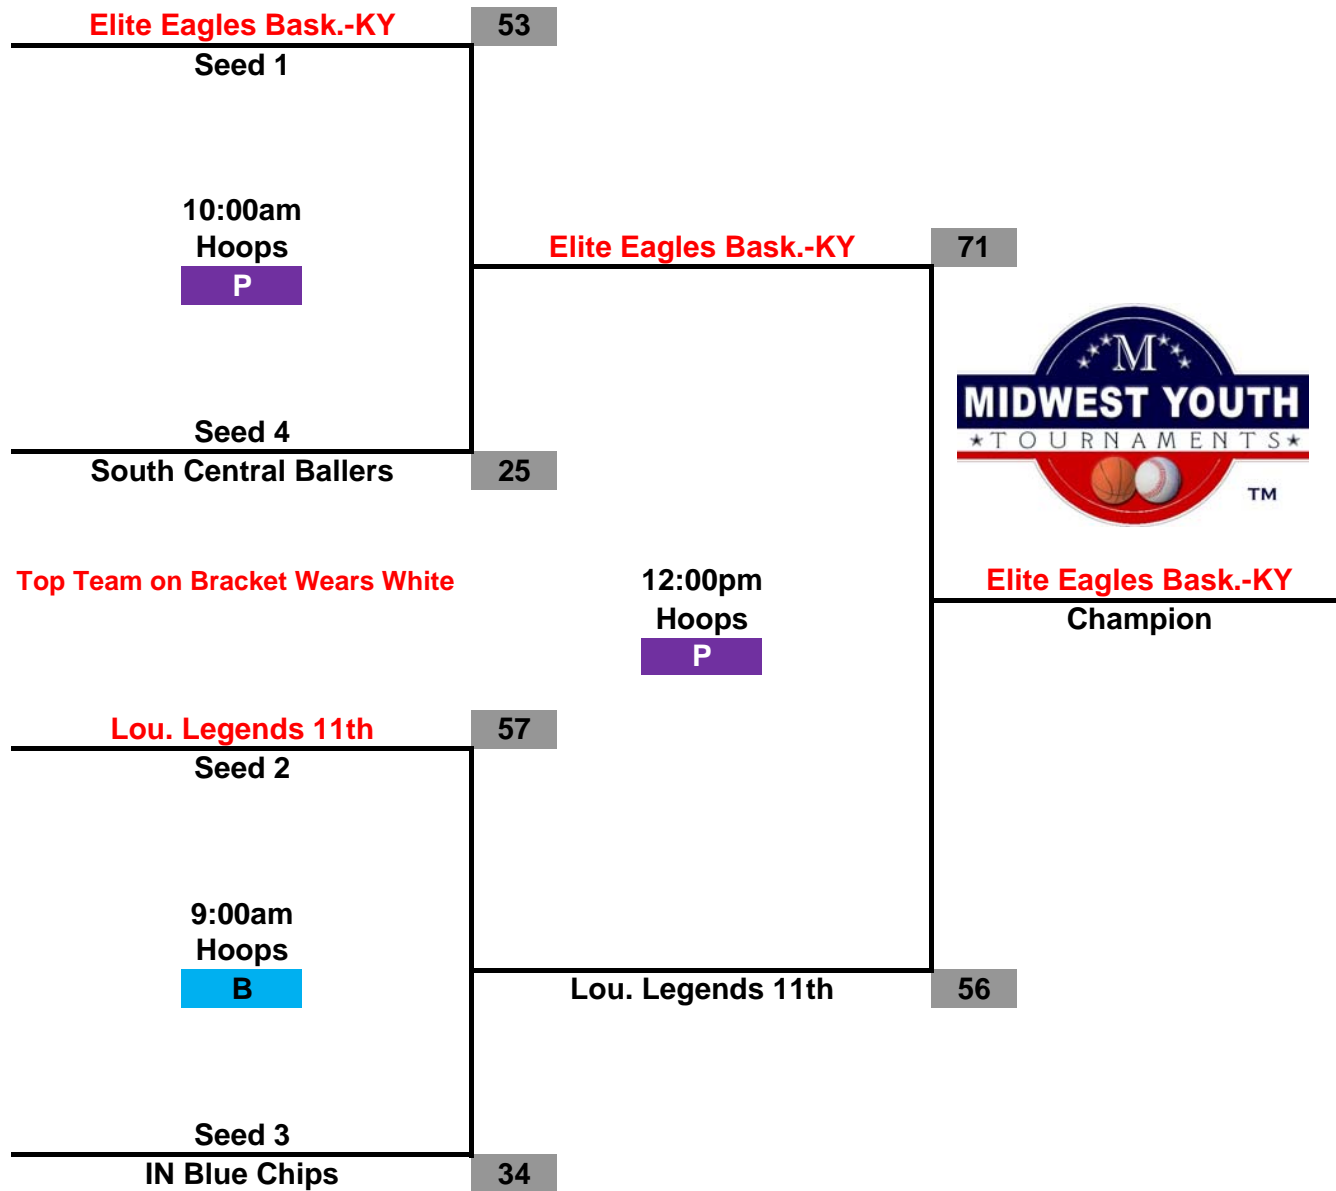 Elite Eagles Bask.-KY 53
Seed 1
10:00am
Hoops
P
Elite Eagles Bask.-KY 71
Seed 4
South Central Ballers 25
M
MIDWEST YOUTH
TOURNAMENTS
TM
Top Team on Bracket Wears White
12:00pm
Hoops
P
Elite Eagles Bask.-KY
Champion
Lou. Legends 11th 57
Seed 2
9:00am
Hoops
B
Lou. Legends 11th 56
Seed 3
IN Blue Chips 34